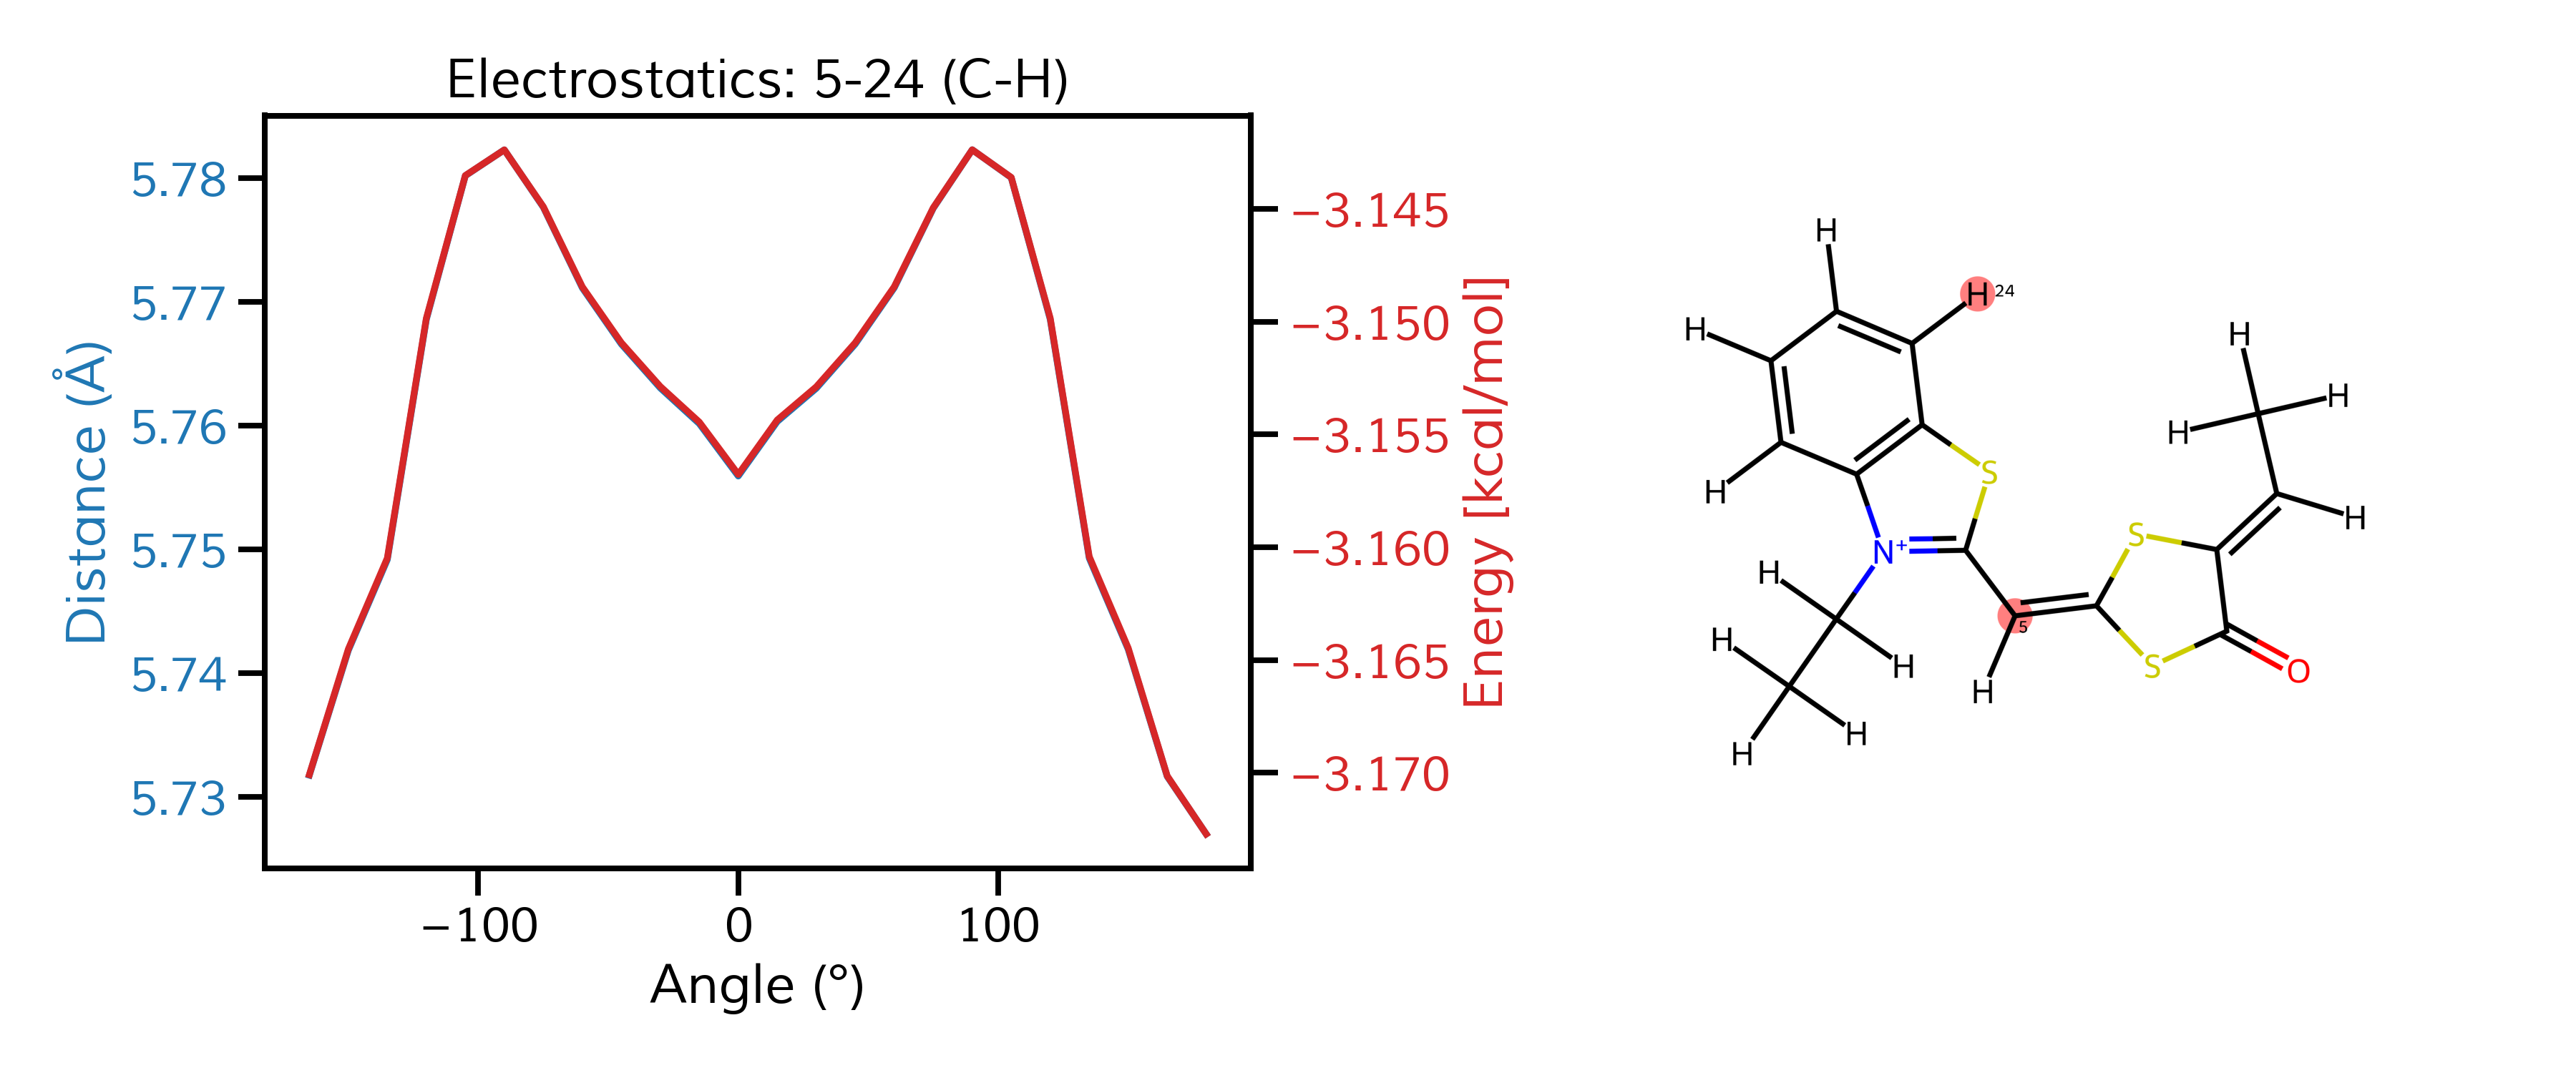 Electrostatics: 5-24 (C-H)
Distance (Å)
5.78
5.77
5.76
5.75
5.74
5.73
−100
0
100
Angle (°)
−3.145
−3.150
−3.155
−3.160
−3.165
−3.170
Energy [kcal/mol]
H
H 24
H
H
H
H
H
S
H
S
H
N+
H
5
H
H
S
O
H
H
H